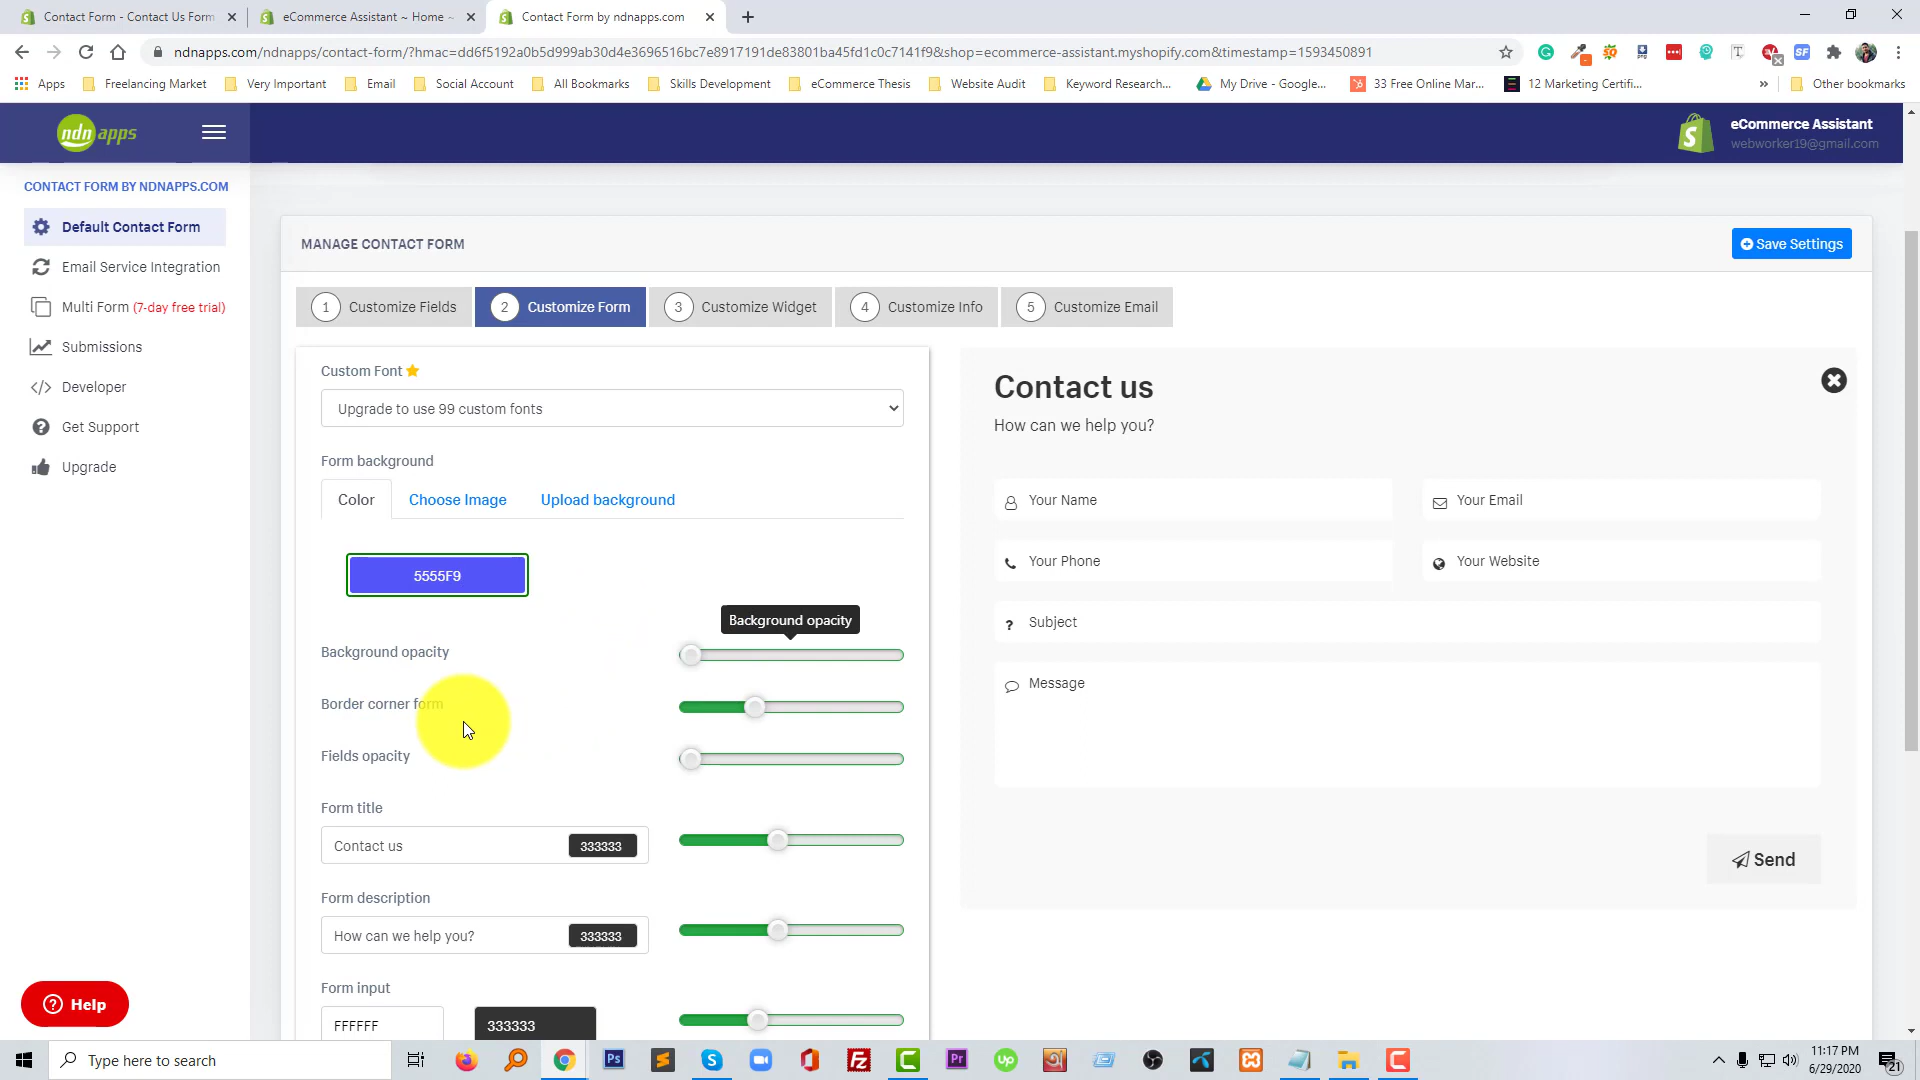 Contact Form - Contact Us Form
eCommerce Assistant ~ Home ~
Contact Form by ndnapps.com
ndnapps.com/ndnapps/contact-form/?hmac=dd6f5192a0b5d999ab30d4e3696516bc7e8917191de83801ba45fd1c0c7141f9&shop=ecommerce-assistant.myshopify.com&timestamp=1593450891
Apps
Freelancing Market
Very Important
Email
Social Account
All Bookmarks
Skills Development
eCommerce Thesis
Website Audit
Keyword Research...
My Drive - Google...
33 Free Online Mar...
12 Marketing Certifi...
Other bookmarks
ndn apps
eCommerce Assistant
webworker19@gmail.com
CONTACT FORM BY NDNAPPS.COM
Default Contact Form
Email Service Integration
Multi Form (7-day free trial)
Submissions
Developer
Get Support
Upgrade
MANAGE CONTACT FORM
Save Settings
1 Customize Fields
2 Customize Form
3 Customize Widget
4 Customize Info
5 Customize Email
Custom Font
Upgrade to use 99 custom fonts
Form background
Color
Choose Image
Upload background
5555F9
Background opacity
Background opacity
Border corner form
Fields opacity
Form title
Contact us
333333
Form description
How can we help you?
333333
Form input
FFFFFF
333333
Contact us
How can we help you?
Your Name
Your Email
Your Phone
Your Website
? Subject
Message
Send
Help
Type here to search
11:17 PM
6/29/2020
21